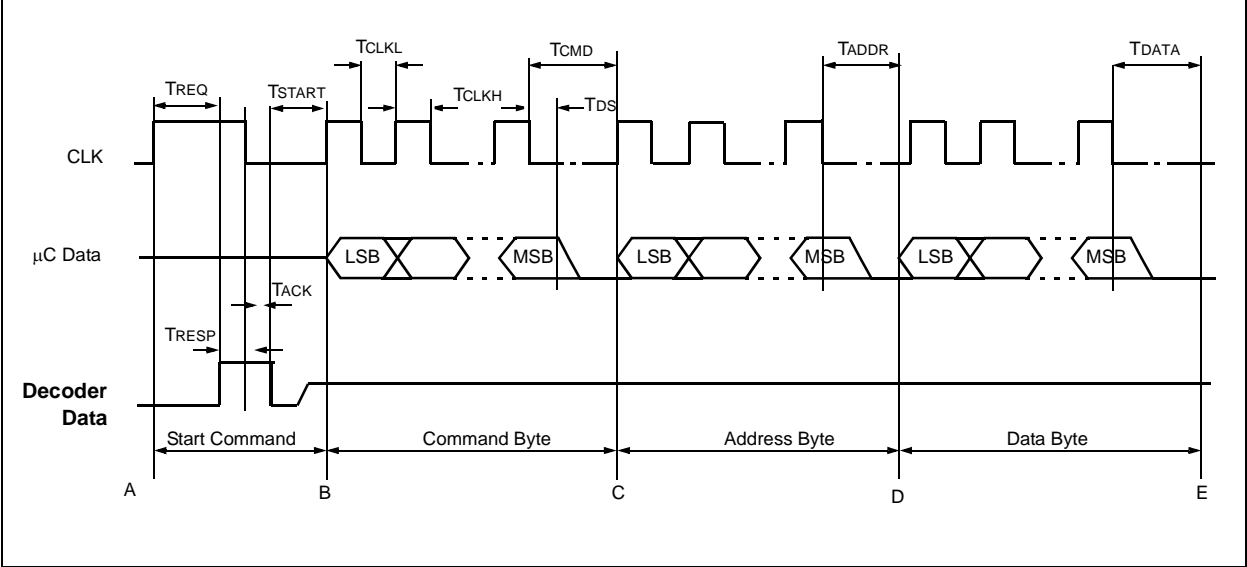 TCLKL
TCMD
TADDR
TDATA
TREQ
TSTART
TCLKH
TDS
CLK
μC Data
LSB
MSB
LSB
MSB
LSB
MSB
TACK
TRESP
Decoder
Data
Start Command
Command Byte
Address Byte
Data Byte
A
B
C
D
E